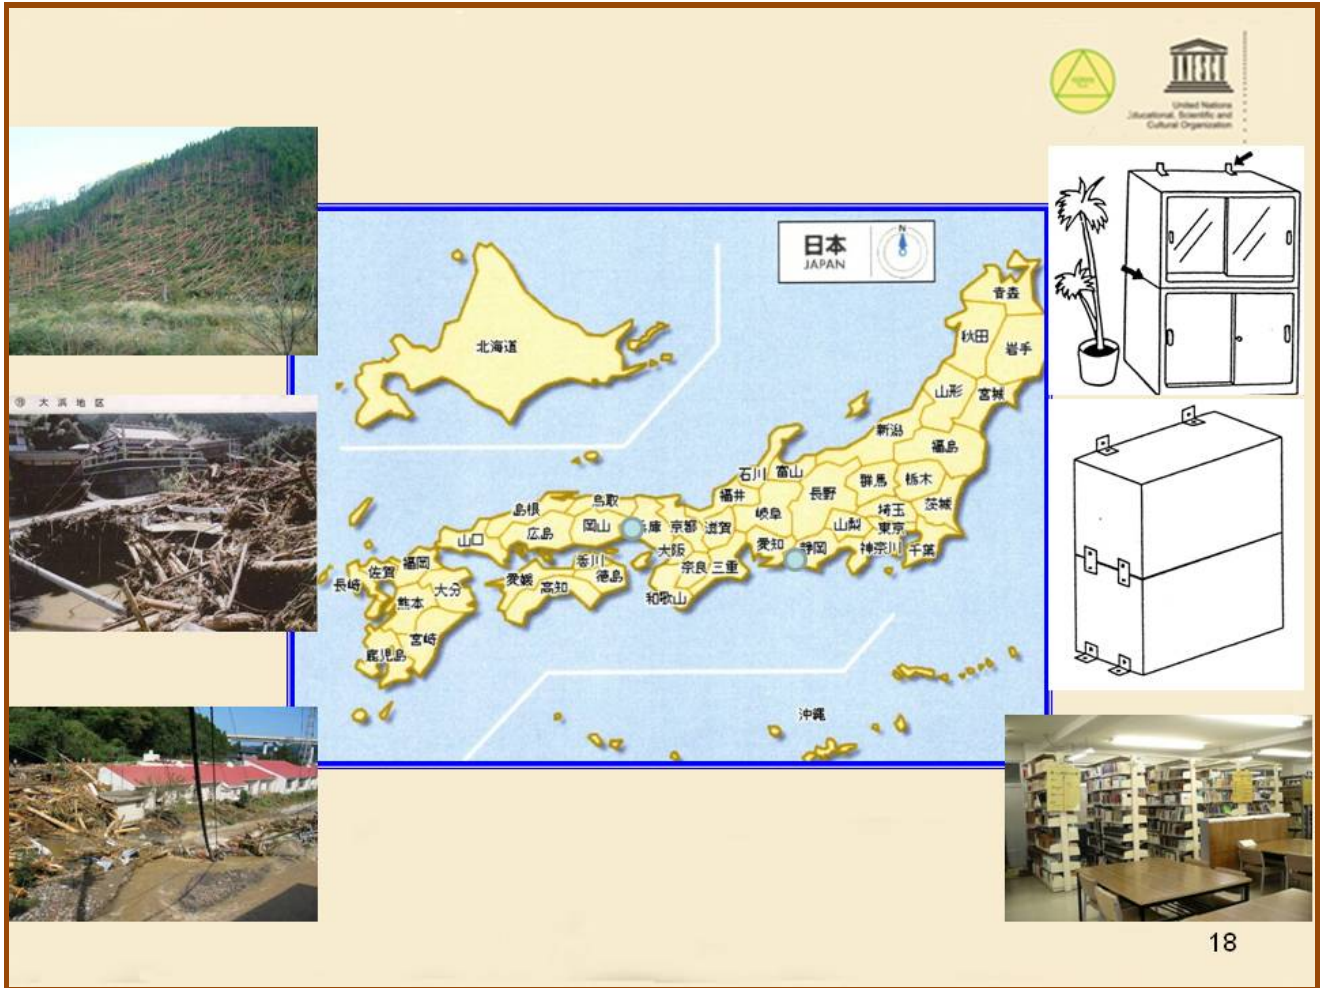 United Nations
Educational, Scientific and
Cultural Organization
⑪ 大浜地区
日本
JAPAN
N
北海道
青森
秋田
岩手
山形
宮城
新潟
福島
石川
富山
群馬
栃木
福井
長野
茨城
岐阜
埼玉
山梨
東京
愛知
静岡
神奈川
千葉
鳥取
島根
岡山
兵庫
京都
滋賀
広島
山口
大阪
奈良
三重
和歌山
香川
徳島
愛媛
高知
福岡
佐賀
長崎
大分
熊本
宮崎
鹿児島
沖縄
18